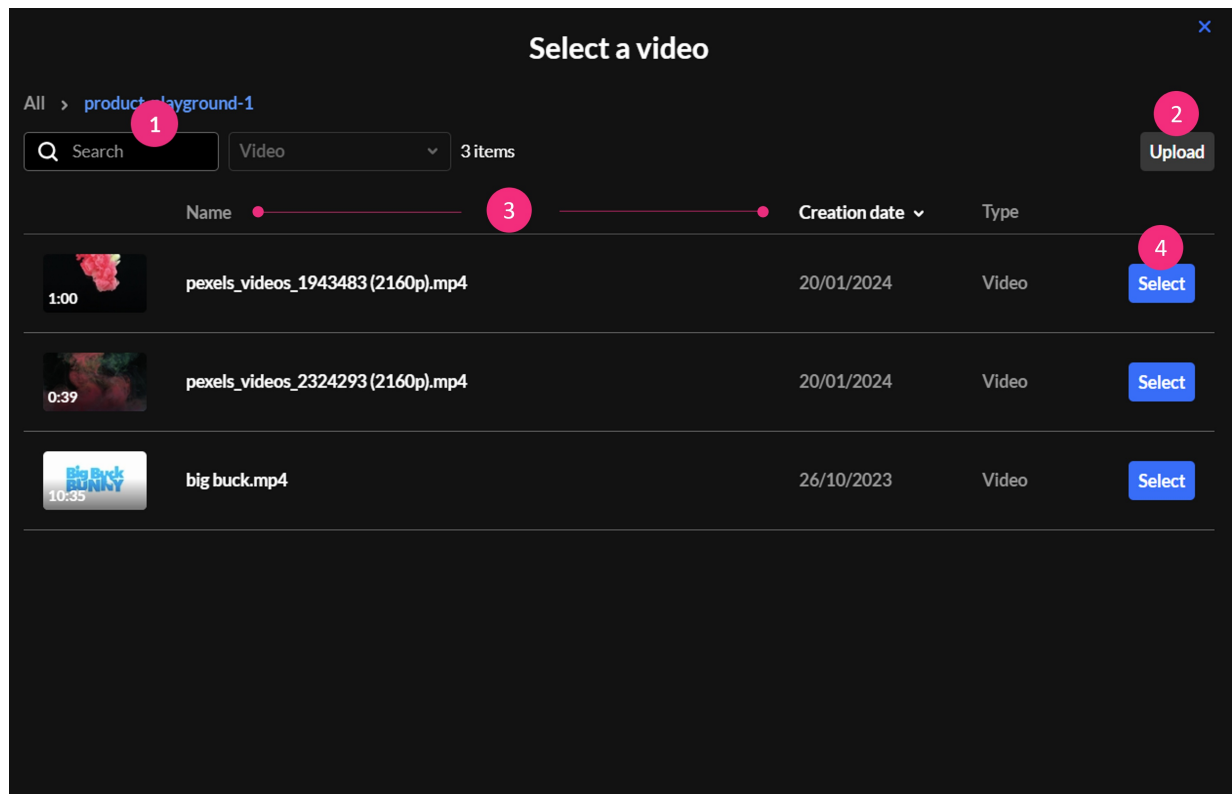 Select a video
All > product-playground-1
1
2
Search
Video
3 items
Upload
Name
3
Creation date
Type
4
1:00
pexels_videos_1943483 (2160p).mp4
20/01/2024
Video
Select
0:39
pexels_videos_2324293 (2160p).mp4
20/01/2024
Video
Select
Big Buck
BUNNY
10:35
big buck.mp4
26/10/2023
Video
Select